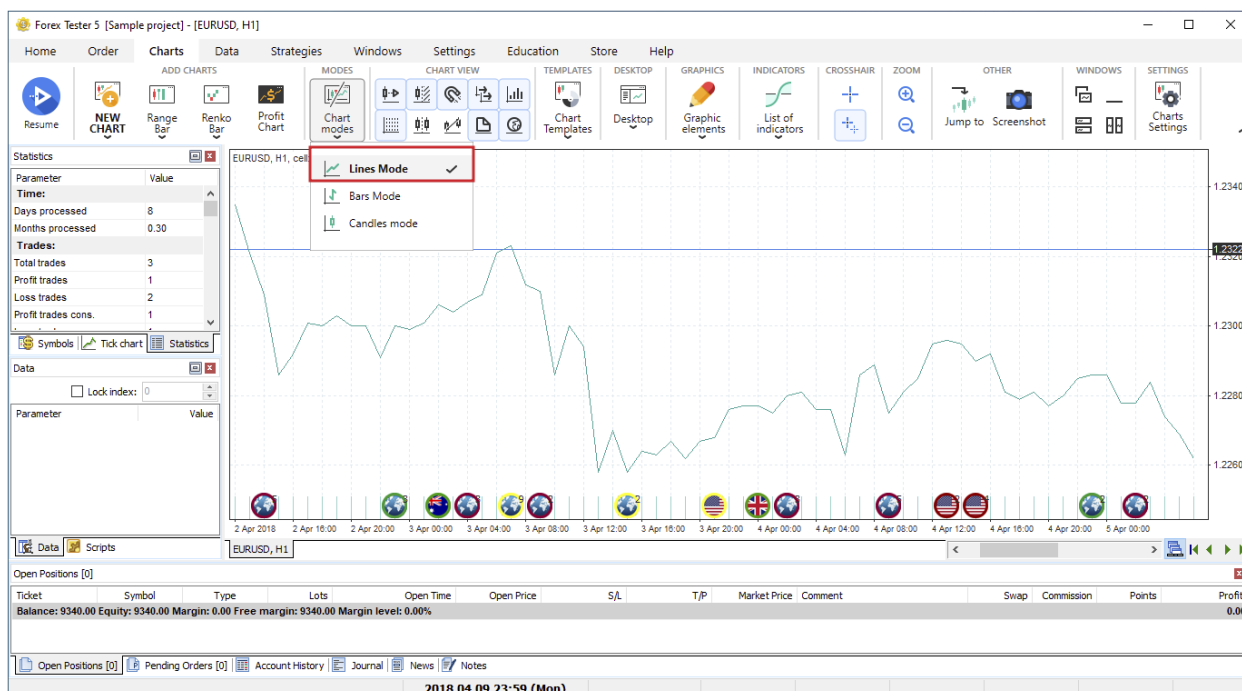 Forex Tester 5 [Sample project] - [EURUSD, H1]
Home Order Charts Data Strategies Windows Settings Education Store Help
ADD CHARTS MODES CHART VIEW TEMPLATES DESKTOP GRAPHICS INDICATORS CROSSHAIR ZOOM OTHER WINDOWS SETTINGS
Resume
NEW CHART
Range Bar
Renko Bar
Profit Chart
Chart modes
Chart Templates
Desktop
Graphic elements
List of indicators
Jump to
Screenshot
Charts Settings
Lines Mode
Bars Mode
Candles mode
Statistics
Parameter Value
Time:
Days processed 8
Months processed 0.30
Trades:
Total trades 3
Profit trades 1
Loss trades 2
Profit trades cons. 1
Symbols Tick chart Statistics
Data
Lock index: 0
Parameter Value
Data Scripts
EURUSD, H1, cell
1.2340
1.2322
1.2320
1.2300
1.2280
1.2260
2 Apr 2018 2 Apr 16:00 2 Apr 20:00 3 Apr 00:00 3 Apr 04:00 3 Apr 08:00 3 Apr 12:00 3 Apr 16:00 3 Apr 20:00 4 Apr 00:00 4 Apr 04:00 4 Apr 08:00 4 Apr 12:00 4 Apr 16:00 4 Apr 20:00 5 Apr 00:00
EURUSD, H1
Open Positions [0]
Ticket Symbol Type Lots Open Time Open Price S/L T/P Market Price Comment Swap Commission Points Profit
Balance: 9340.00 Equity: 9340.00 Margin: 0.00 Free margin: 9340.00 Margin level: 0.00%
Open Positions [0] Pending Orders [0] Account History Journal News Notes
2018.04.09 23:59 (Mon)